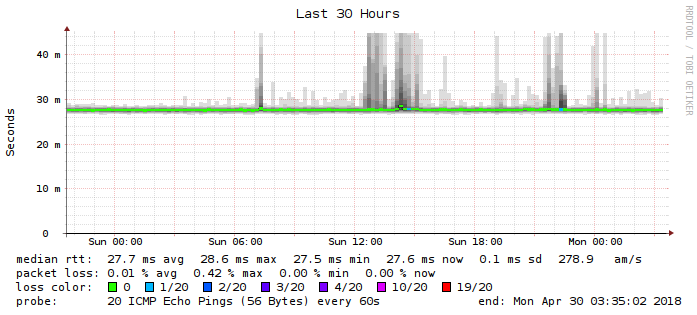 Last 30 Hours
RRDTOOL / TOBI OETIKER
Seconds
40 m
30 m
20 m
10 m
0
Sun 00:00 Sun 06:00 Sun 12:00 Sun 18:00 Mon 00:00
median rtt: 27.7 ms avg 28.6 ms max 27.5 ms min 27.6 ms now 0.1 ms sd 278.9 am/s
packet loss: 0.01 % avg 0.42 % max 0.00 % min 0.00 % now
loss color: 0 1/20 2/20 3/20 4/20 10/20 19/20
probe: 20 ICMP Echo Pings (56 Bytes) every 60s end: Mon Apr 30 03:35:02 2018